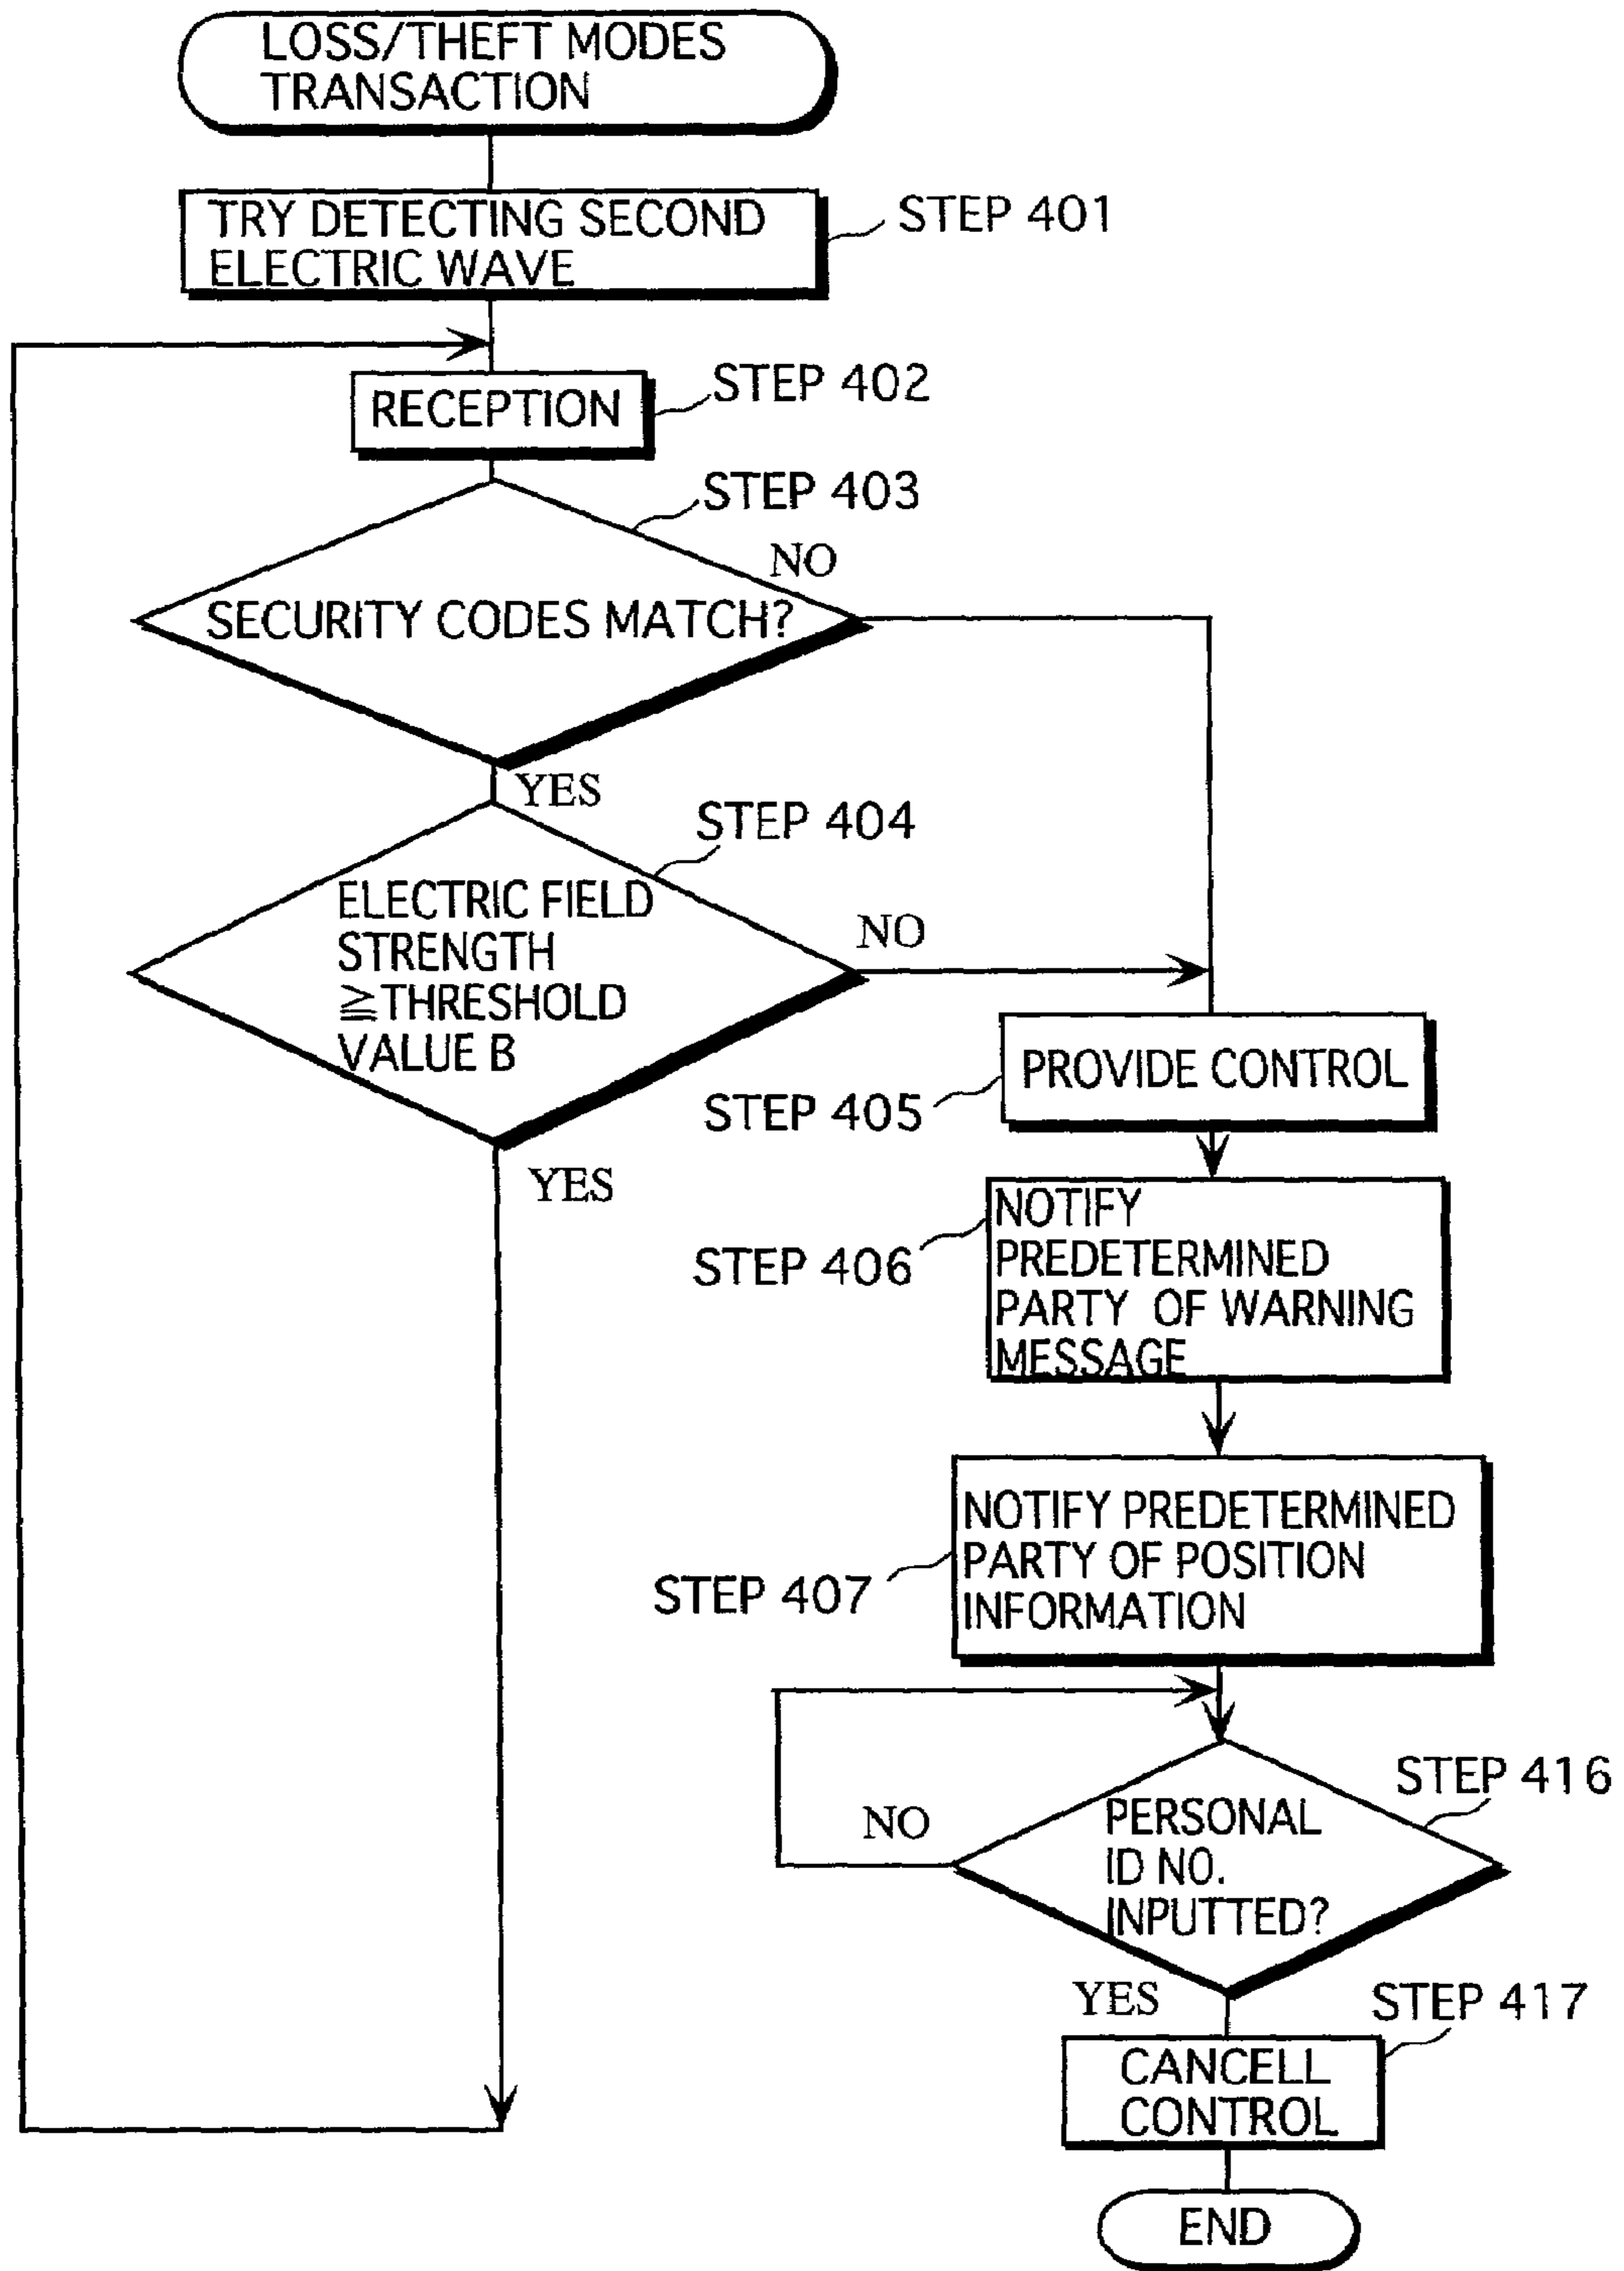 LOSS/THEFT MODES
TRANSACTION
TRY DETECTING SECOND
ELECTRIC WAVE
STEP 401
RECEPTION
STEP 402
STEP 403
NO
SECURITY CODES MATCH?
YES
STEP 404
ELECTRIC FIELD
STRENGTH
≧THRESHOLD
VALUE B
NO
YES
PROVIDE CONTROL
STEP 405
NOTIFY
PREDETERMINED
PARTY OF WARNING
MESSAGE
STEP 406
NOTIFY PREDETERMINED
PARTY OF POSITION
INFORMATION
STEP 407
STEP 416
NO
PERSONAL
ID NO.
INPUTTED?
YES
STEP 417
CANCELL
CONTROL
END